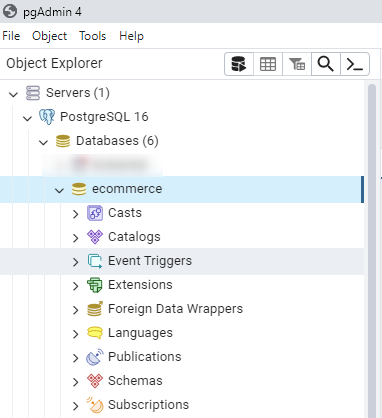 pgAdmin 4
File Object Tools Help
Object Explorer
Servers (1)
PostgreSQL 16
Databases (6)
ecommerce
Casts
Catalogs
Event Triggers
Extensions
Foreign Data Wrappers
Languages
Publications
Schemas
Subscriptions